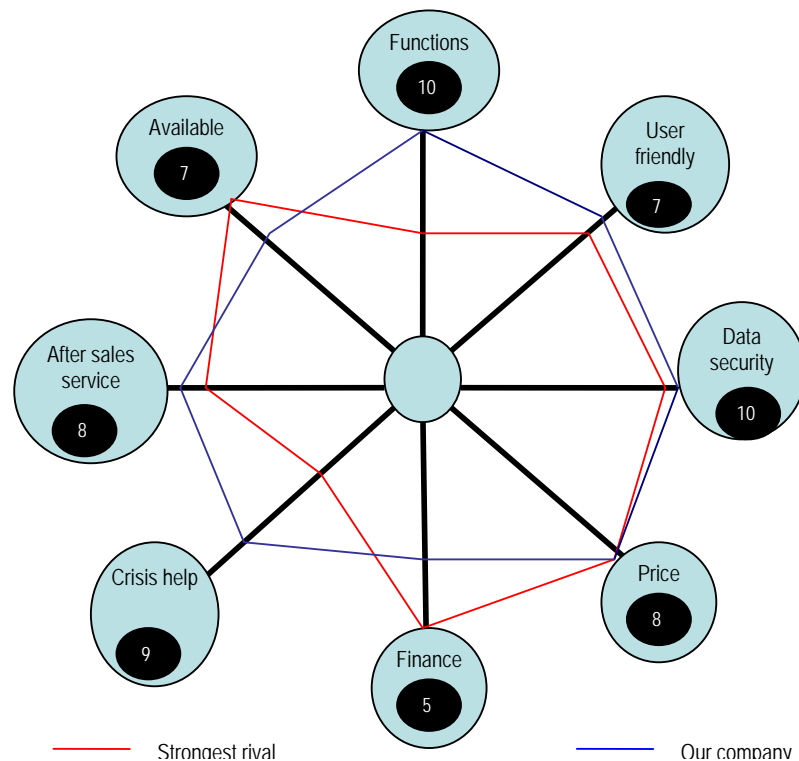 Functions
10
User
friendly
7
Data
security
10
Price
8
Finance
5
Crisis help
9
After sales
service
8
Available
7
Strongest rival
Our company